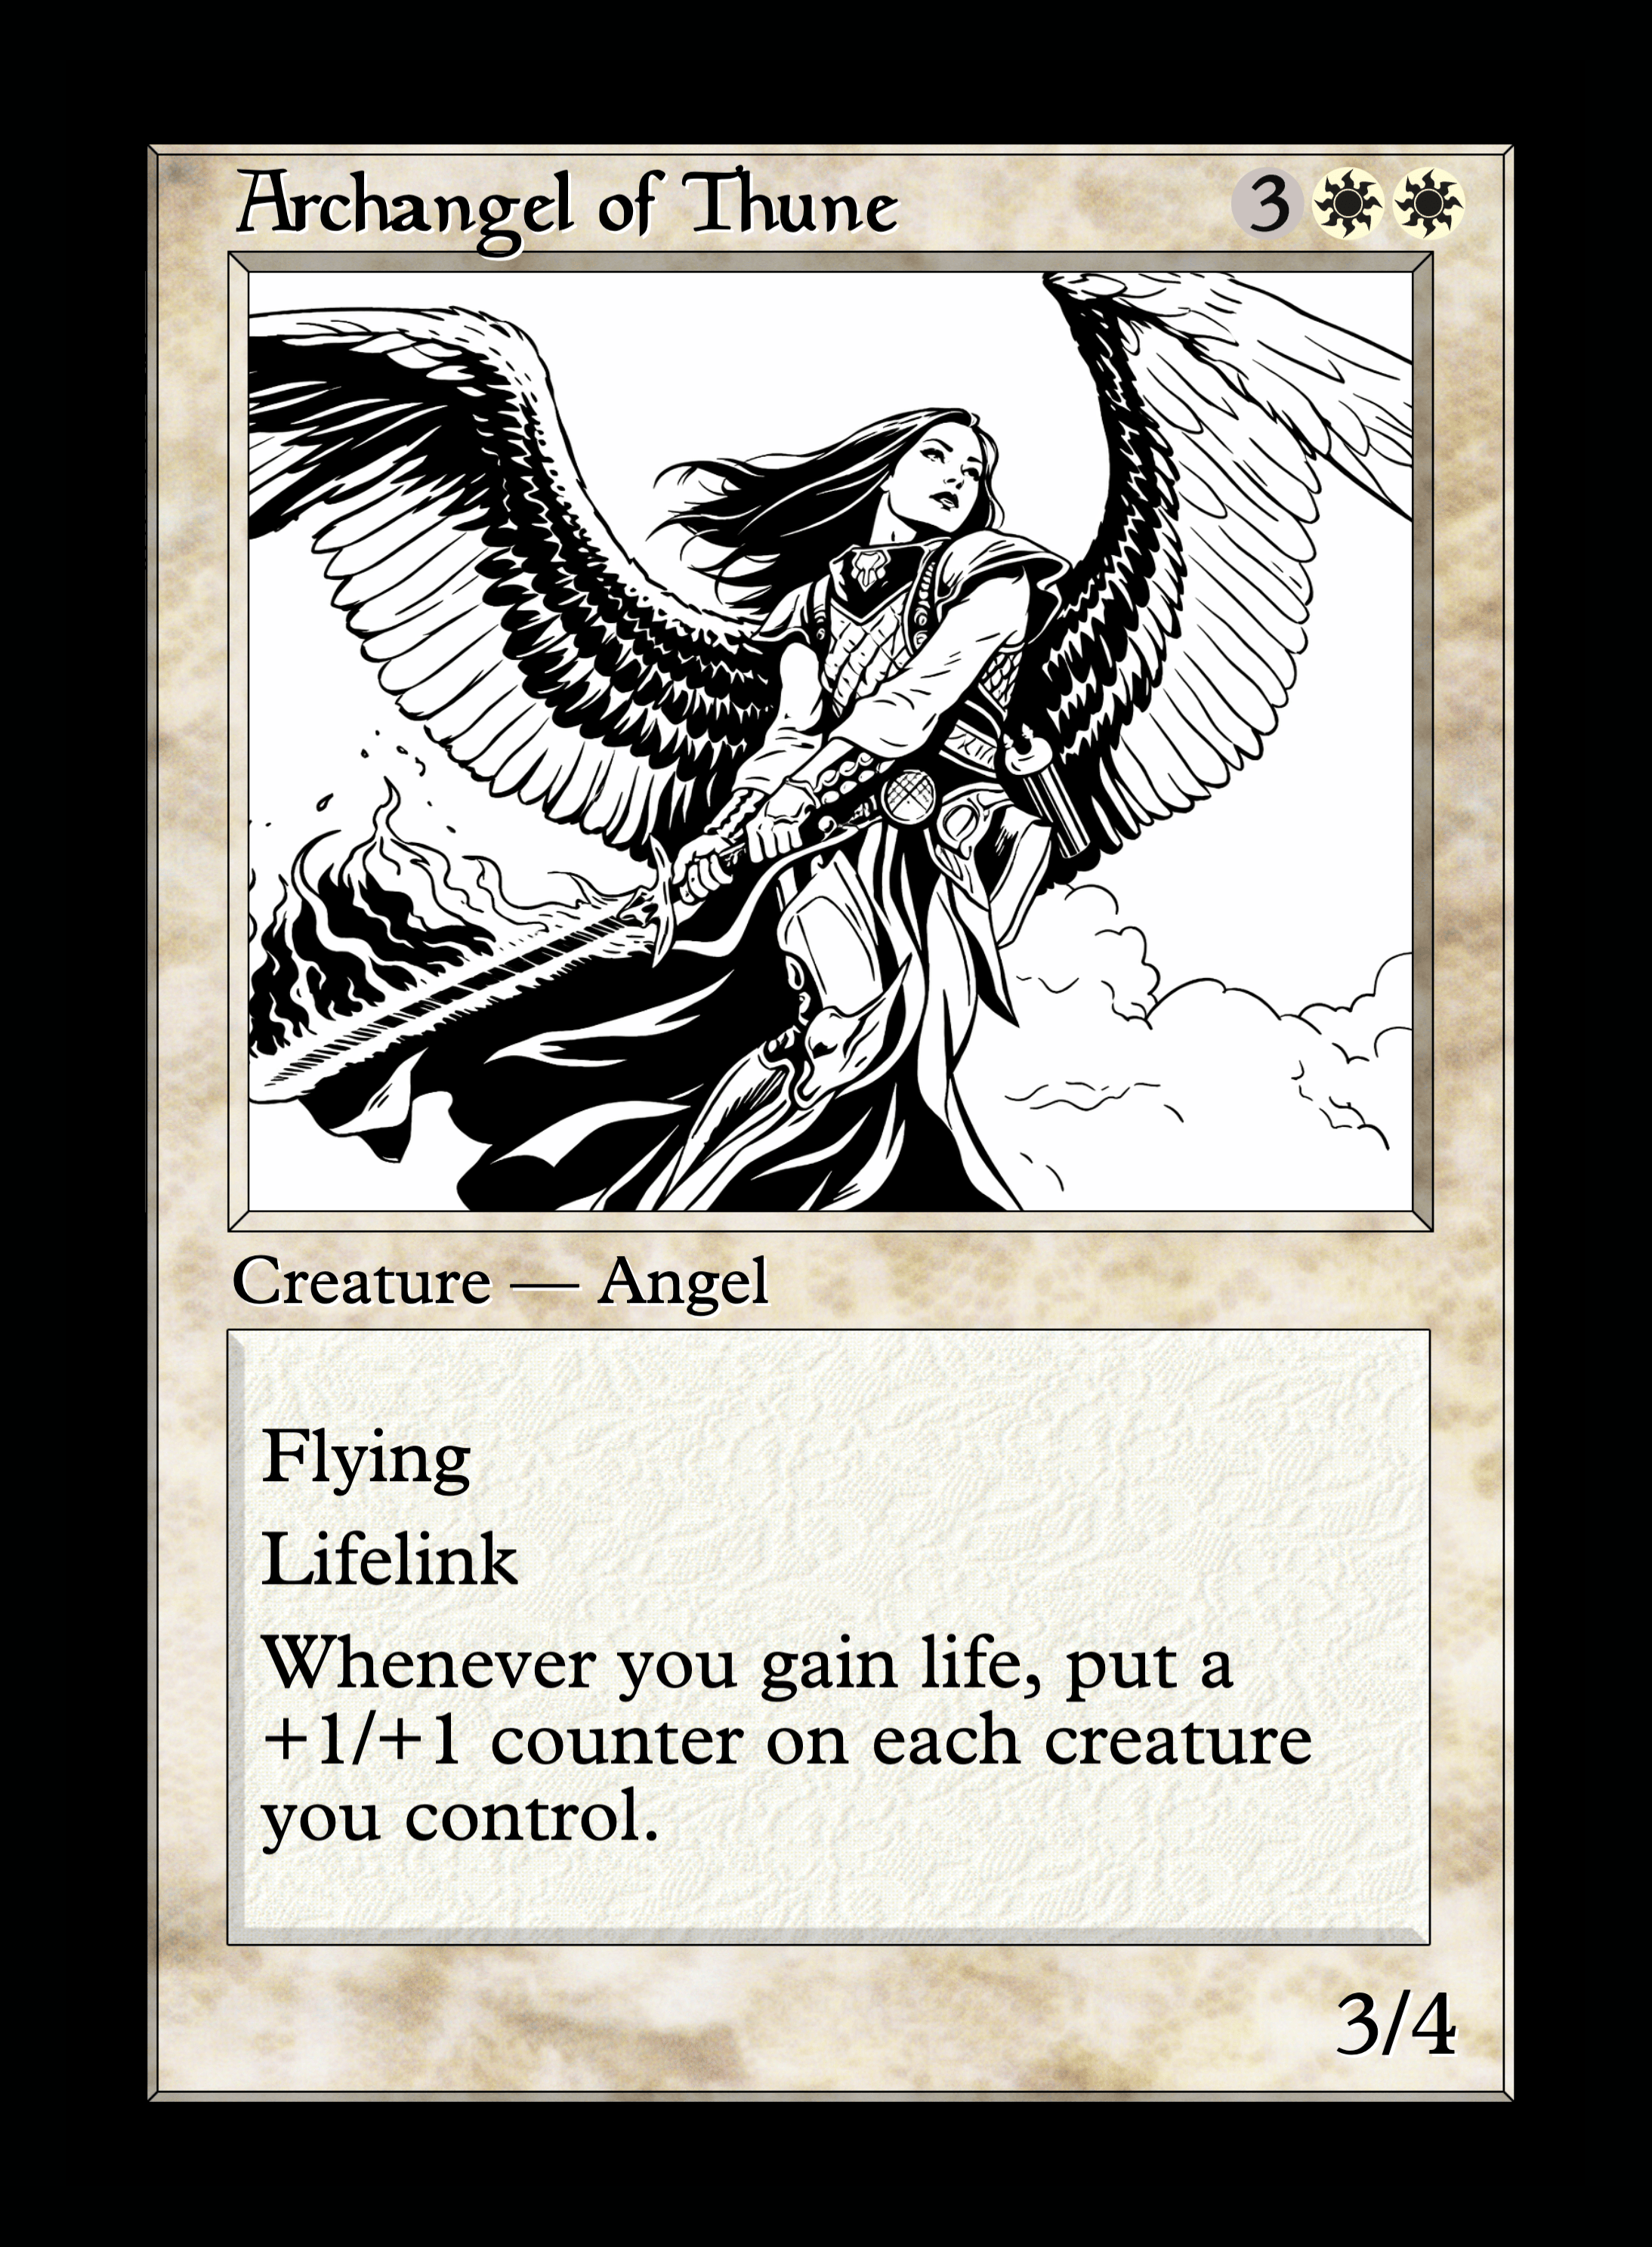 Archangel of Thune 3
Creature — Angel
Flying
Lifelink
Whenever you gain life, put a
+1/+1 counter on each creature
you control.
3/4